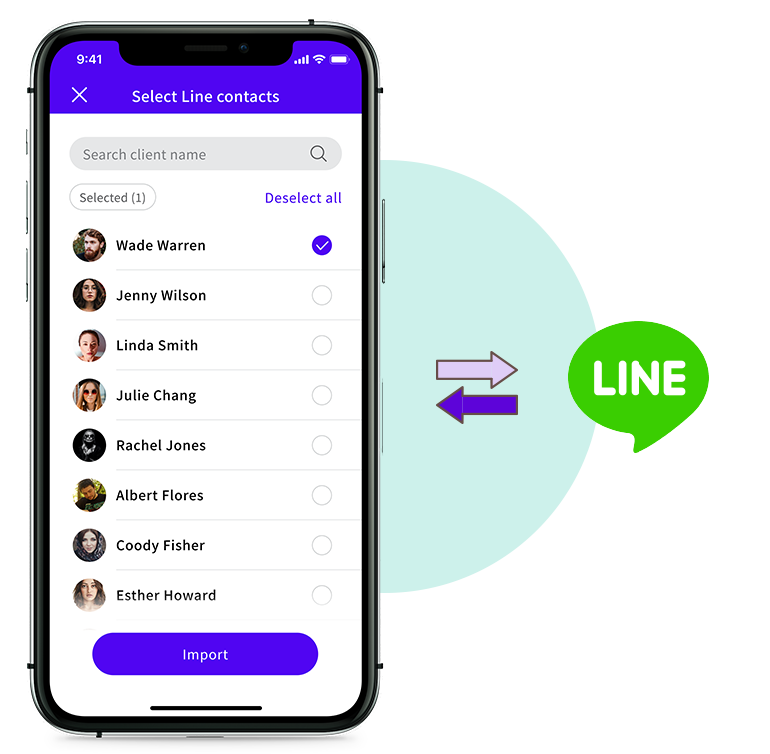 9:41
Select Line contacts
Search client name
Selected (1)
Deselect all
Wade Warren
Jenny Wilson
Linda Smith
Julie Chang
Rachel Jones
Albert Flores
Coody Fisher
Esther Howard
Import
LINE